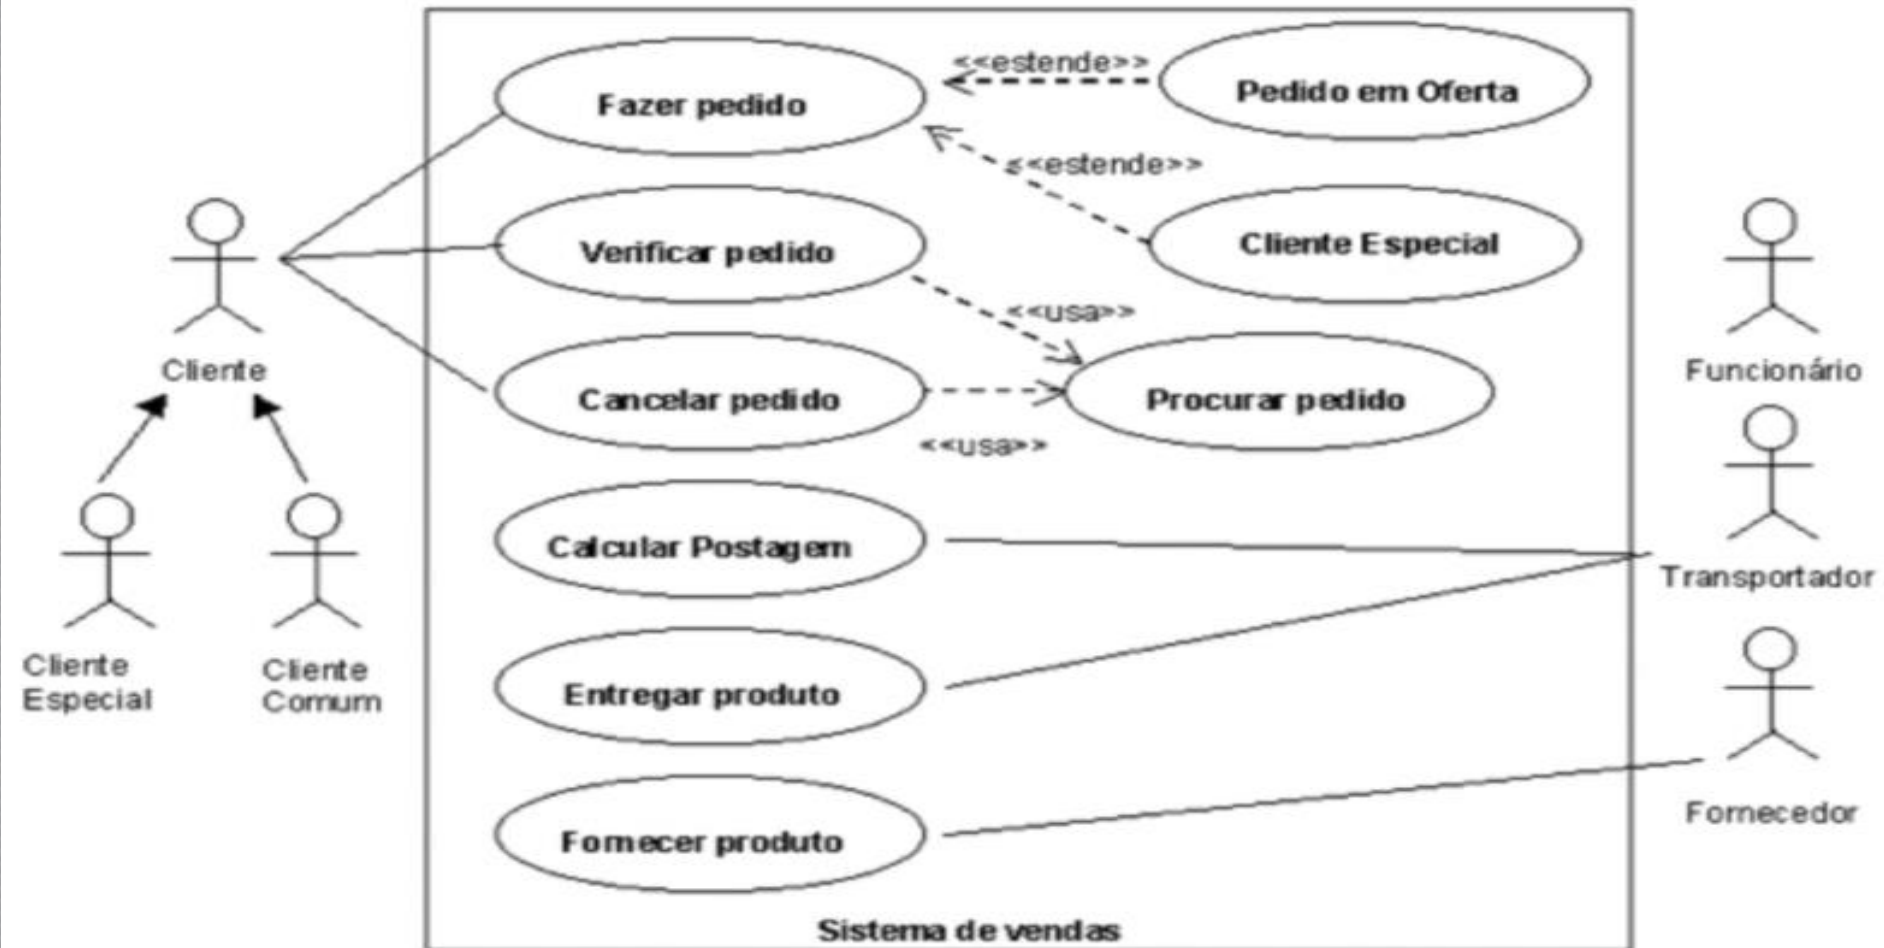 <<estende>>
Pedido em Oferta
Fazer pedido
<<estende>>
Verificar pedido
Cliente Especial
<<usa>>
Cliente
Funcionário
Cancelar pedido
Procurar pedido
<<usa>>
Calcular Postagem
Transportador
Cliente
Especial
Cliente
Comum
Entregar produto
Fornecedor
Fornecer produto
Sistema de vendas